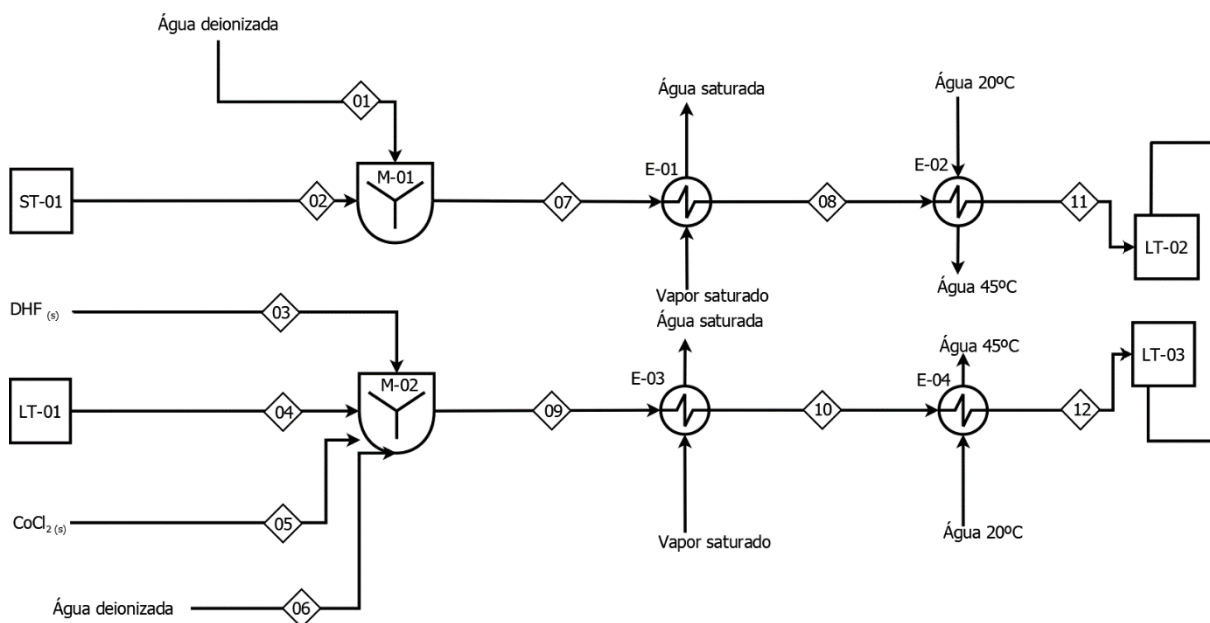 Água deionizada
01
Água saturada
Água 20ºC
ST-01
02
M-01
07
E-01
08
E-02
11
LT-02
Vapor saturado
Água 45ºC
DHF (s)
03
Água saturada
Água 45ºC
LT-03
LT-01
04
M-02
09
E-03
10
E-04
12
CoCl2 (s)
05
Vapor saturado
Água 20ºC
Água deionizada
06